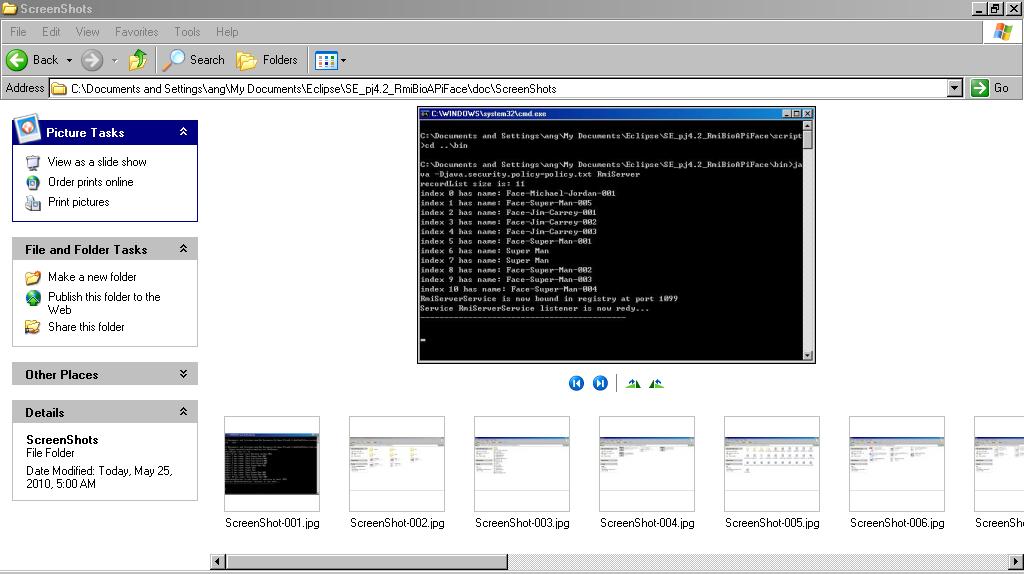 ScreenShots
File Edit View Favorites Tools Help
Back Search Folders
Address C:\Documents and Settings\ang\My Documents\Eclipse\SE_pj4.2_RmiBioAPiFace\doc\ScreenShots Go
Picture Tasks
View as a slide show
Order prints online
Print pictures
File and Folder Tasks
Make a new folder
Publish this folder to the
Web
Share this folder
Other Places
Details
ScreenShots
File Folder
Date Modified: Today, May 25,
2010, 5:00 AM
C:\WINDOWS\system32\cmd.exe
C:\Documents and Settings\ang\My Documents\Eclipse\SE_pj4.2_RmiBioAPiFace\script
>cd ..\bin
C:\Documents and Settings\ang\My Documents\Eclipse\SE_pj4.2_RmiBioAPiFace\bin>ja
va -Djava.security.policy=policy.txt RmiServer
recordList size is: 11
index 0 has name: Face-Michael-Jordan-001
index 1 has name: Face-Super-Man-005
index 2 has name: Face-Jim-Carrey-001
index 3 has name: Face-Jim-Carrey-002
index 4 has name: Face-Jim-Carrey-003
index 5 has name: Face-Super-Man-001
index 6 has name: Super Man
index 7 has name: Super Man
index 8 has name: Face-Super-Man-002
index 9 has name: Face-Super-Man-003
index 10 has name: Face-Super-Man-004
RmiServerService is now bound in registry at port 1099
Service RmiServerService listener is now redy...
ScreenShot-001.jpg ScreenShot-002.jpg ScreenShot-003.jpg ScreenShot-004.jpg ScreenShot-005.jpg ScreenShot-006.jpg ScreenSh